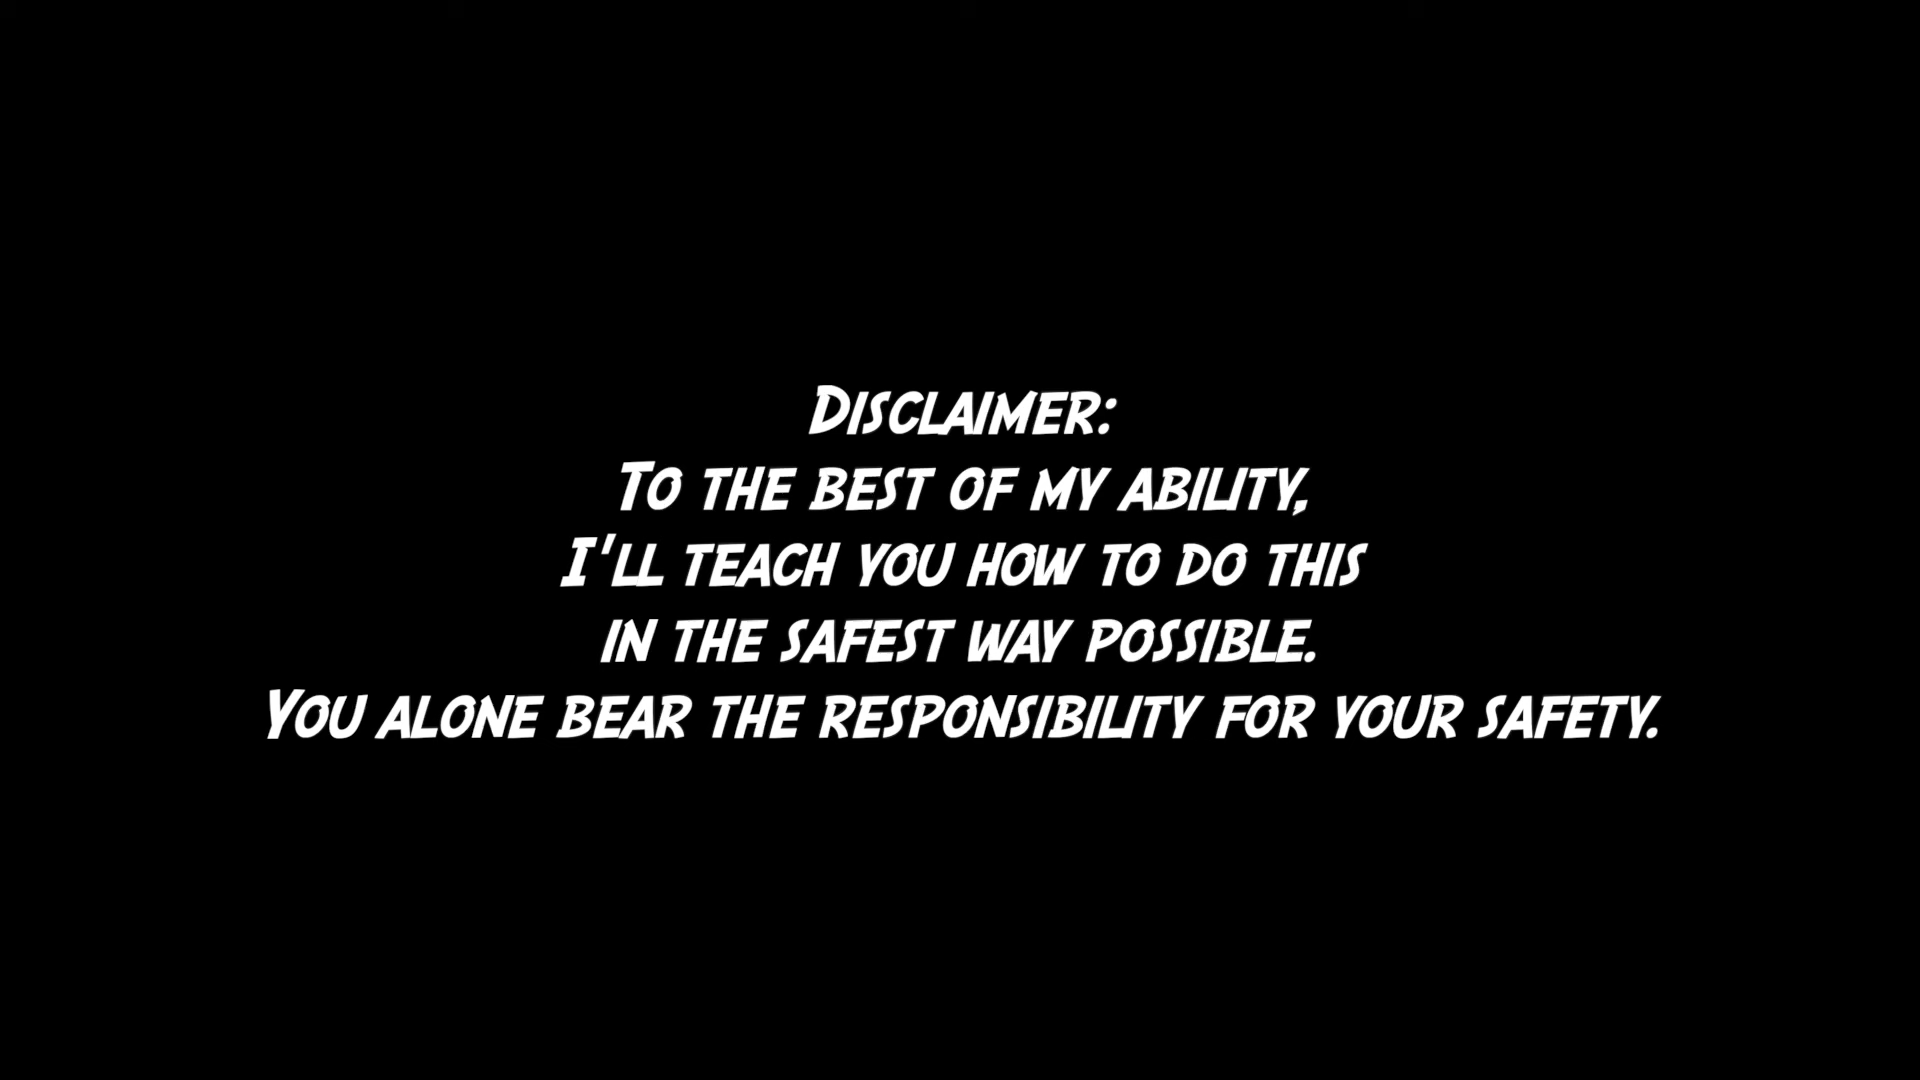 Disclaimer:
To the best of my ability,
I'll teach you how to do this
in the safest way possible.
You alone bear the responsibility for your safety.